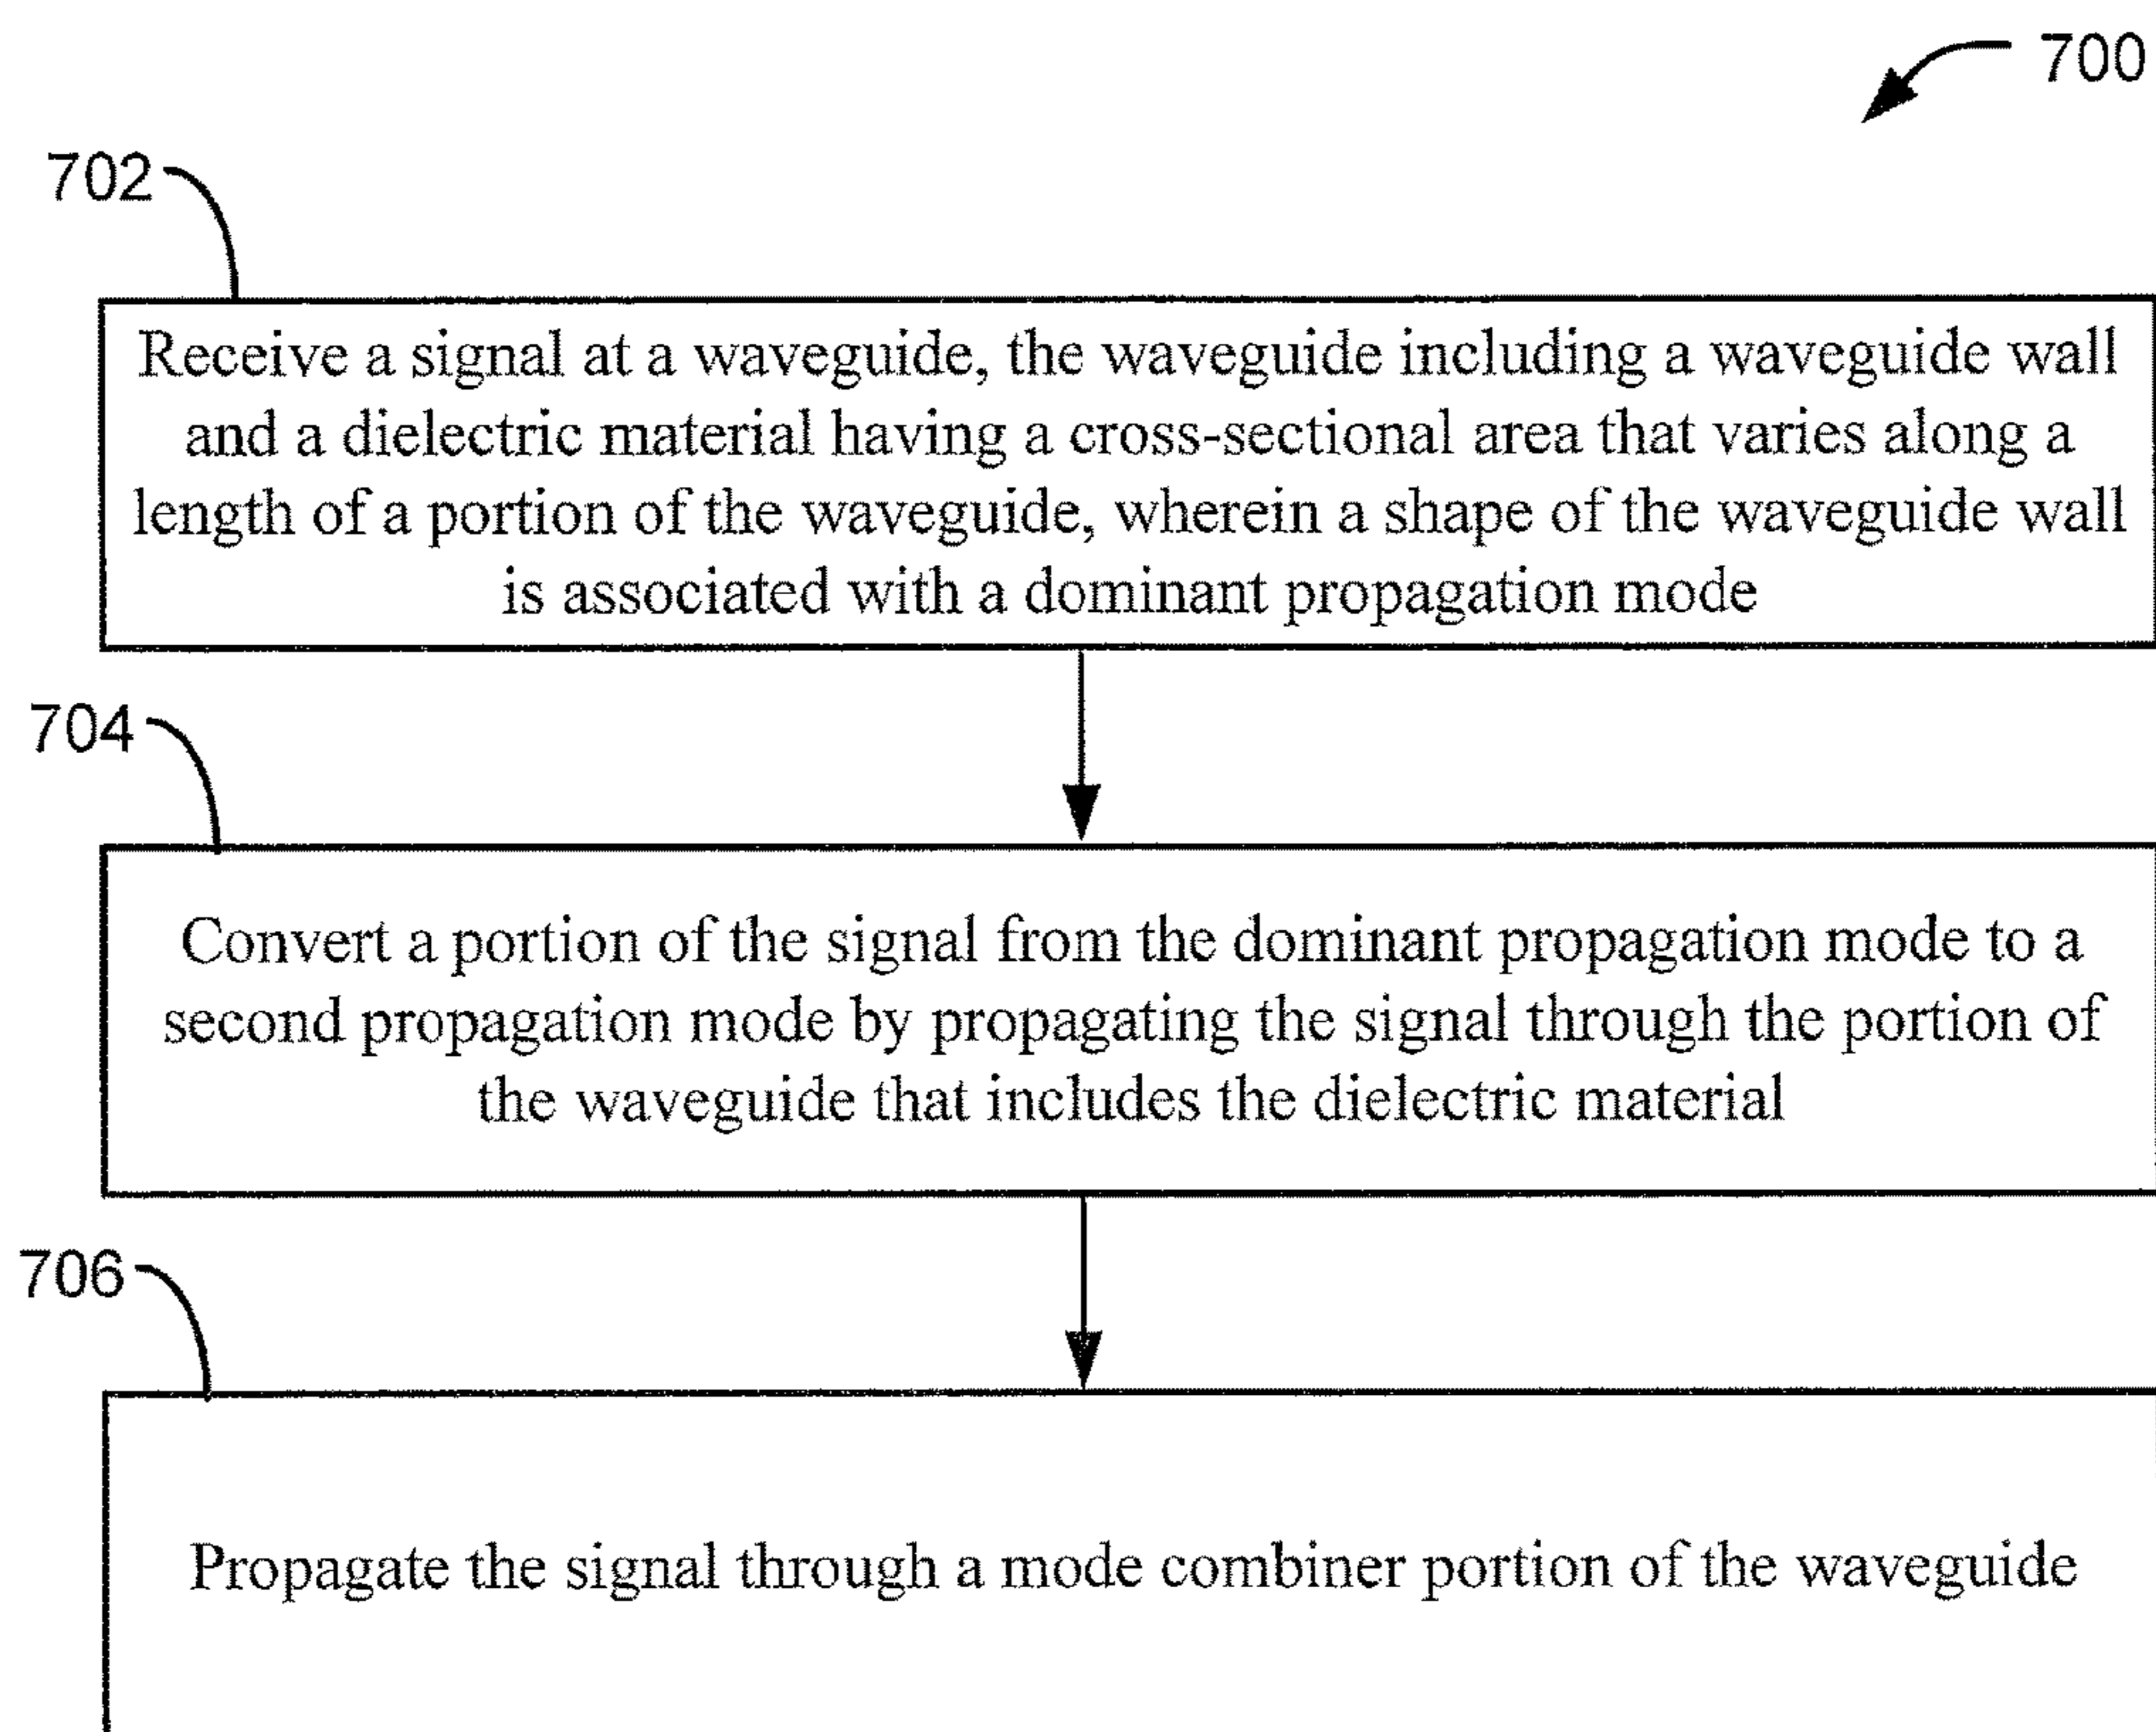 700
702
Receive a signal at a waveguide, the waveguide including a waveguide wall
and a dielectric material having a cross-sectional area that varies along a
length of a portion of the waveguide, wherein a shape of the waveguide wall
is associated with a dominant propagation mode
704
Convert a portion of the signal from the dominant propagation mode to a
second propagation mode by propagating the signal through the portion of
the waveguide that includes the dielectric material
706
Propagate the signal through a mode combiner portion of the waveguide